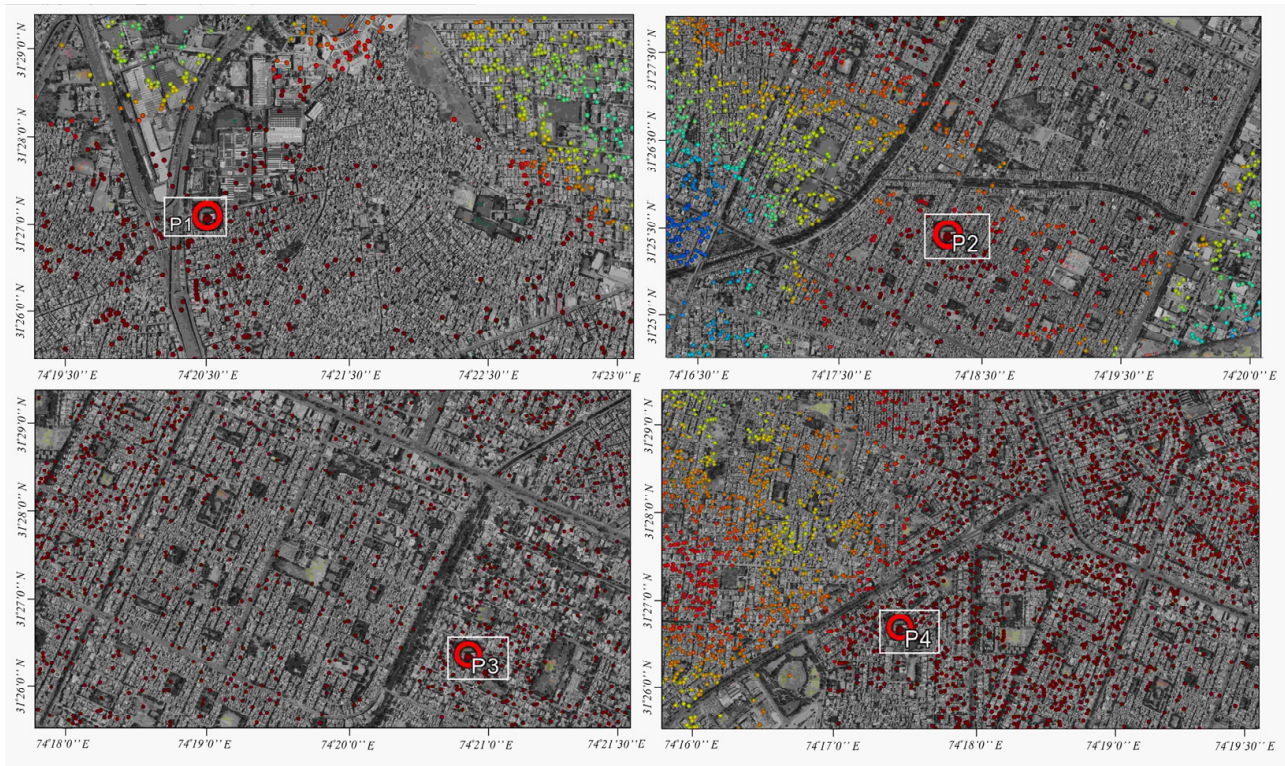 31°29'0'' N
31°28'0'' N
31°27'0'' N
31°26'0'' N
P1
74°19'30'' E
74°20'30'' E
74°21'30'' E
74°22'30'' E
74°23'0'' E
31°27'30'' N
31°26'30'' N
31°25'30'' N
31°25'0'' N
P2
74°16'30'' E
74°17'30'' E
74°18'30'' E
74°19'30'' E
74°20'0'' E
31°29'0'' N
31°28'0'' N
31°27'0'' N
31°26'0'' N
P3
74°18'0'' E
74°19'0'' E
74°20'0'' E
74°21'0'' E
74°21'30'' E
31°29'0'' N
31°28'0'' N
31°27'0'' N
31°26'0'' N
P4
74°16'0'' E
74°17'0'' E
74°18'0'' E
74°19'0'' E
74°19'30'' E